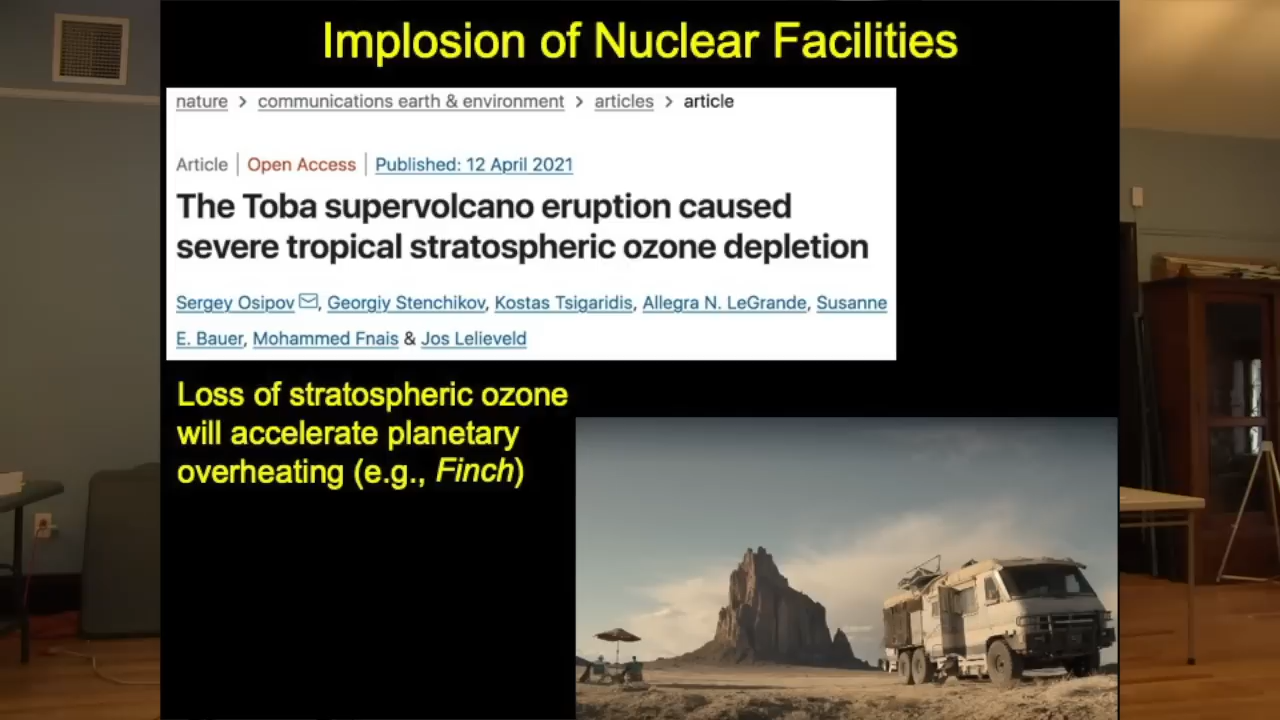 Implosion of Nuclear Facilities
nature > communications earth & environment > articles > article
Article | Open Access | Published: 12 April 2021
The Toba supervolcano eruption caused
severe tropical stratospheric ozone depletion
Sergey Osipov, Georgiy Stenchikov, Kostas Tsigaridis, Allegra N. LeGrande, Susanne
E. Bauer, Mohammed Fnais & Jos Lelieveld
Loss of stratospheric ozone
will accelerate planetary
overheating (e.g., Finch)